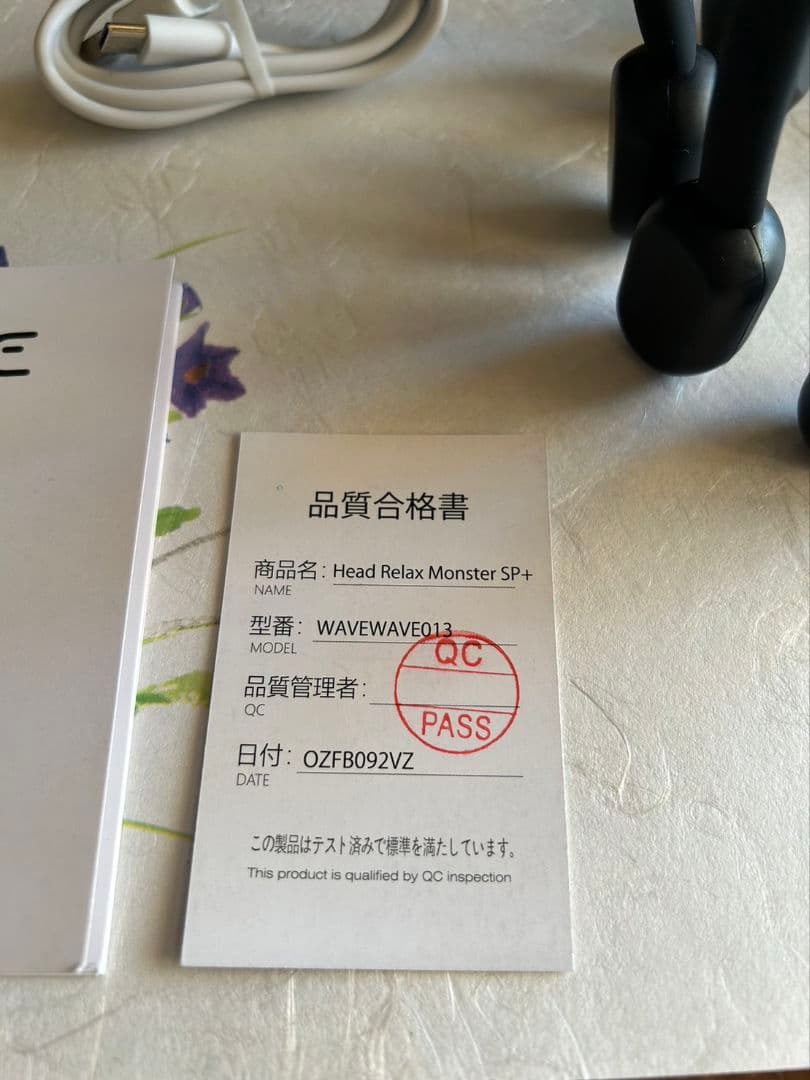 品質合格書
商品名: Head Relax Monster SP+
NAME
型番: WAVEWAVE013
MODEL
品質管理者:
QC
QC
PASS
日付: OZFB092VZ
DATE
この製品はテスト済みで標準を満たしています。
This product is qualified by QC inspection